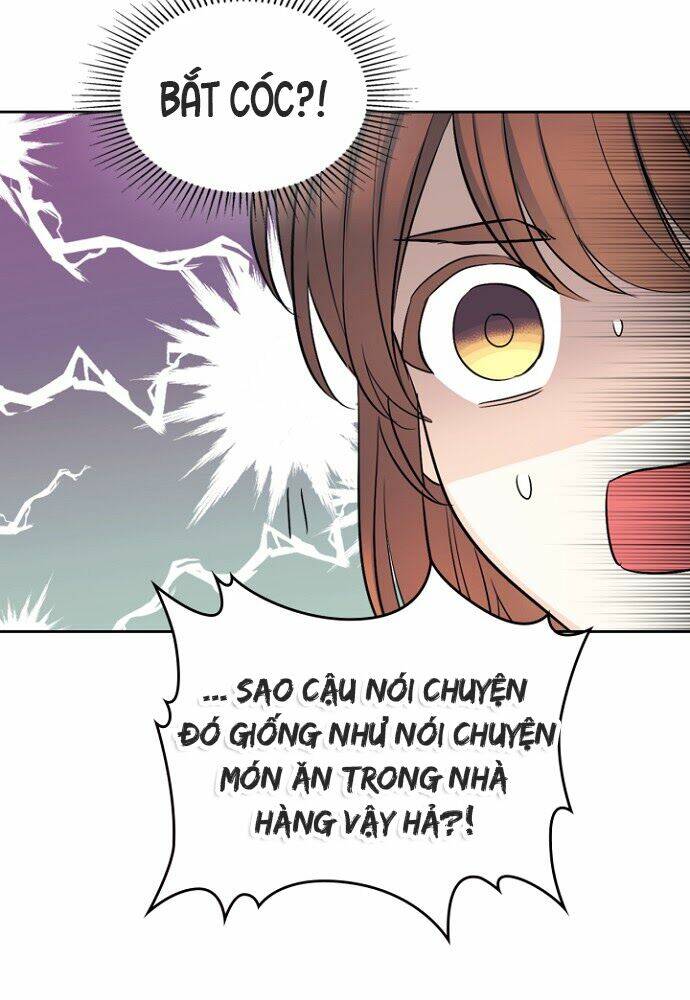 BẮT CÓC?!
... SAO CẬU NÓI CHUYỆN
ĐÓ GIỐNG NHƯ NÓI CHUYỆN
MÓN ĂN TRONG NHÀ
HÀNG VẬY HẢ?!